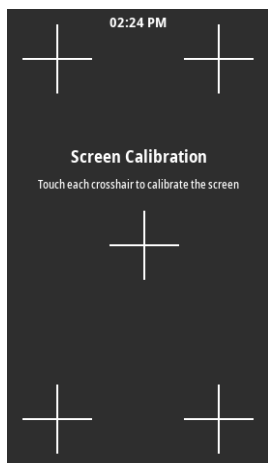 02:24 PM
Screen Calibration
Touch each crosshair to calibrate the screen